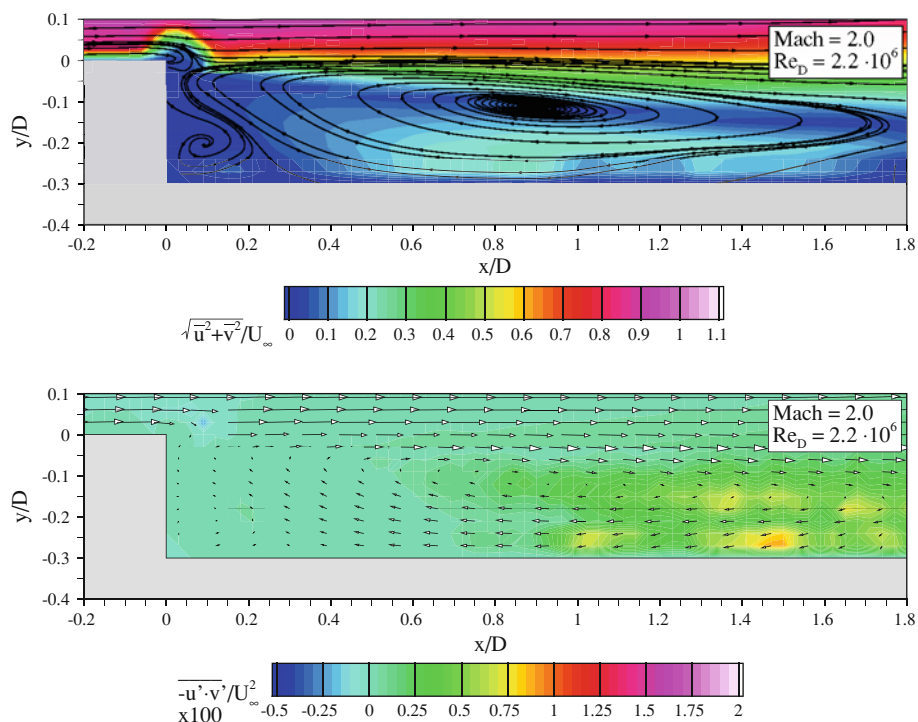 0.1
0
-0.1
-0.2
-0.3
-0.4
y/D
Mach = 2.0
Re_D = 2.2 ·10^6
-0.2 0 0.2 0.4 0.6 0.8 1 1.2 1.4 1.6 1.8
x/D
√u̅²+v̅²/U_∞
0 0.1 0.2 0.3 0.4 0.5 0.6 0.7 0.8 0.9 1 1.1
0.1
0
-0.1
-0.2
-0.3
-0.4
y/D
Mach = 2.0
Re_D = 2.2 ·10^6
-0.2 0 0.2 0.4 0.6 0.8 1 1.2 1.4 1.6 1.8
x/D
-u'·v'/U²_∞
x100
-0.5 -0.25 0 0.25 0.5 0.75 1 1.25 1.5 1.75 2